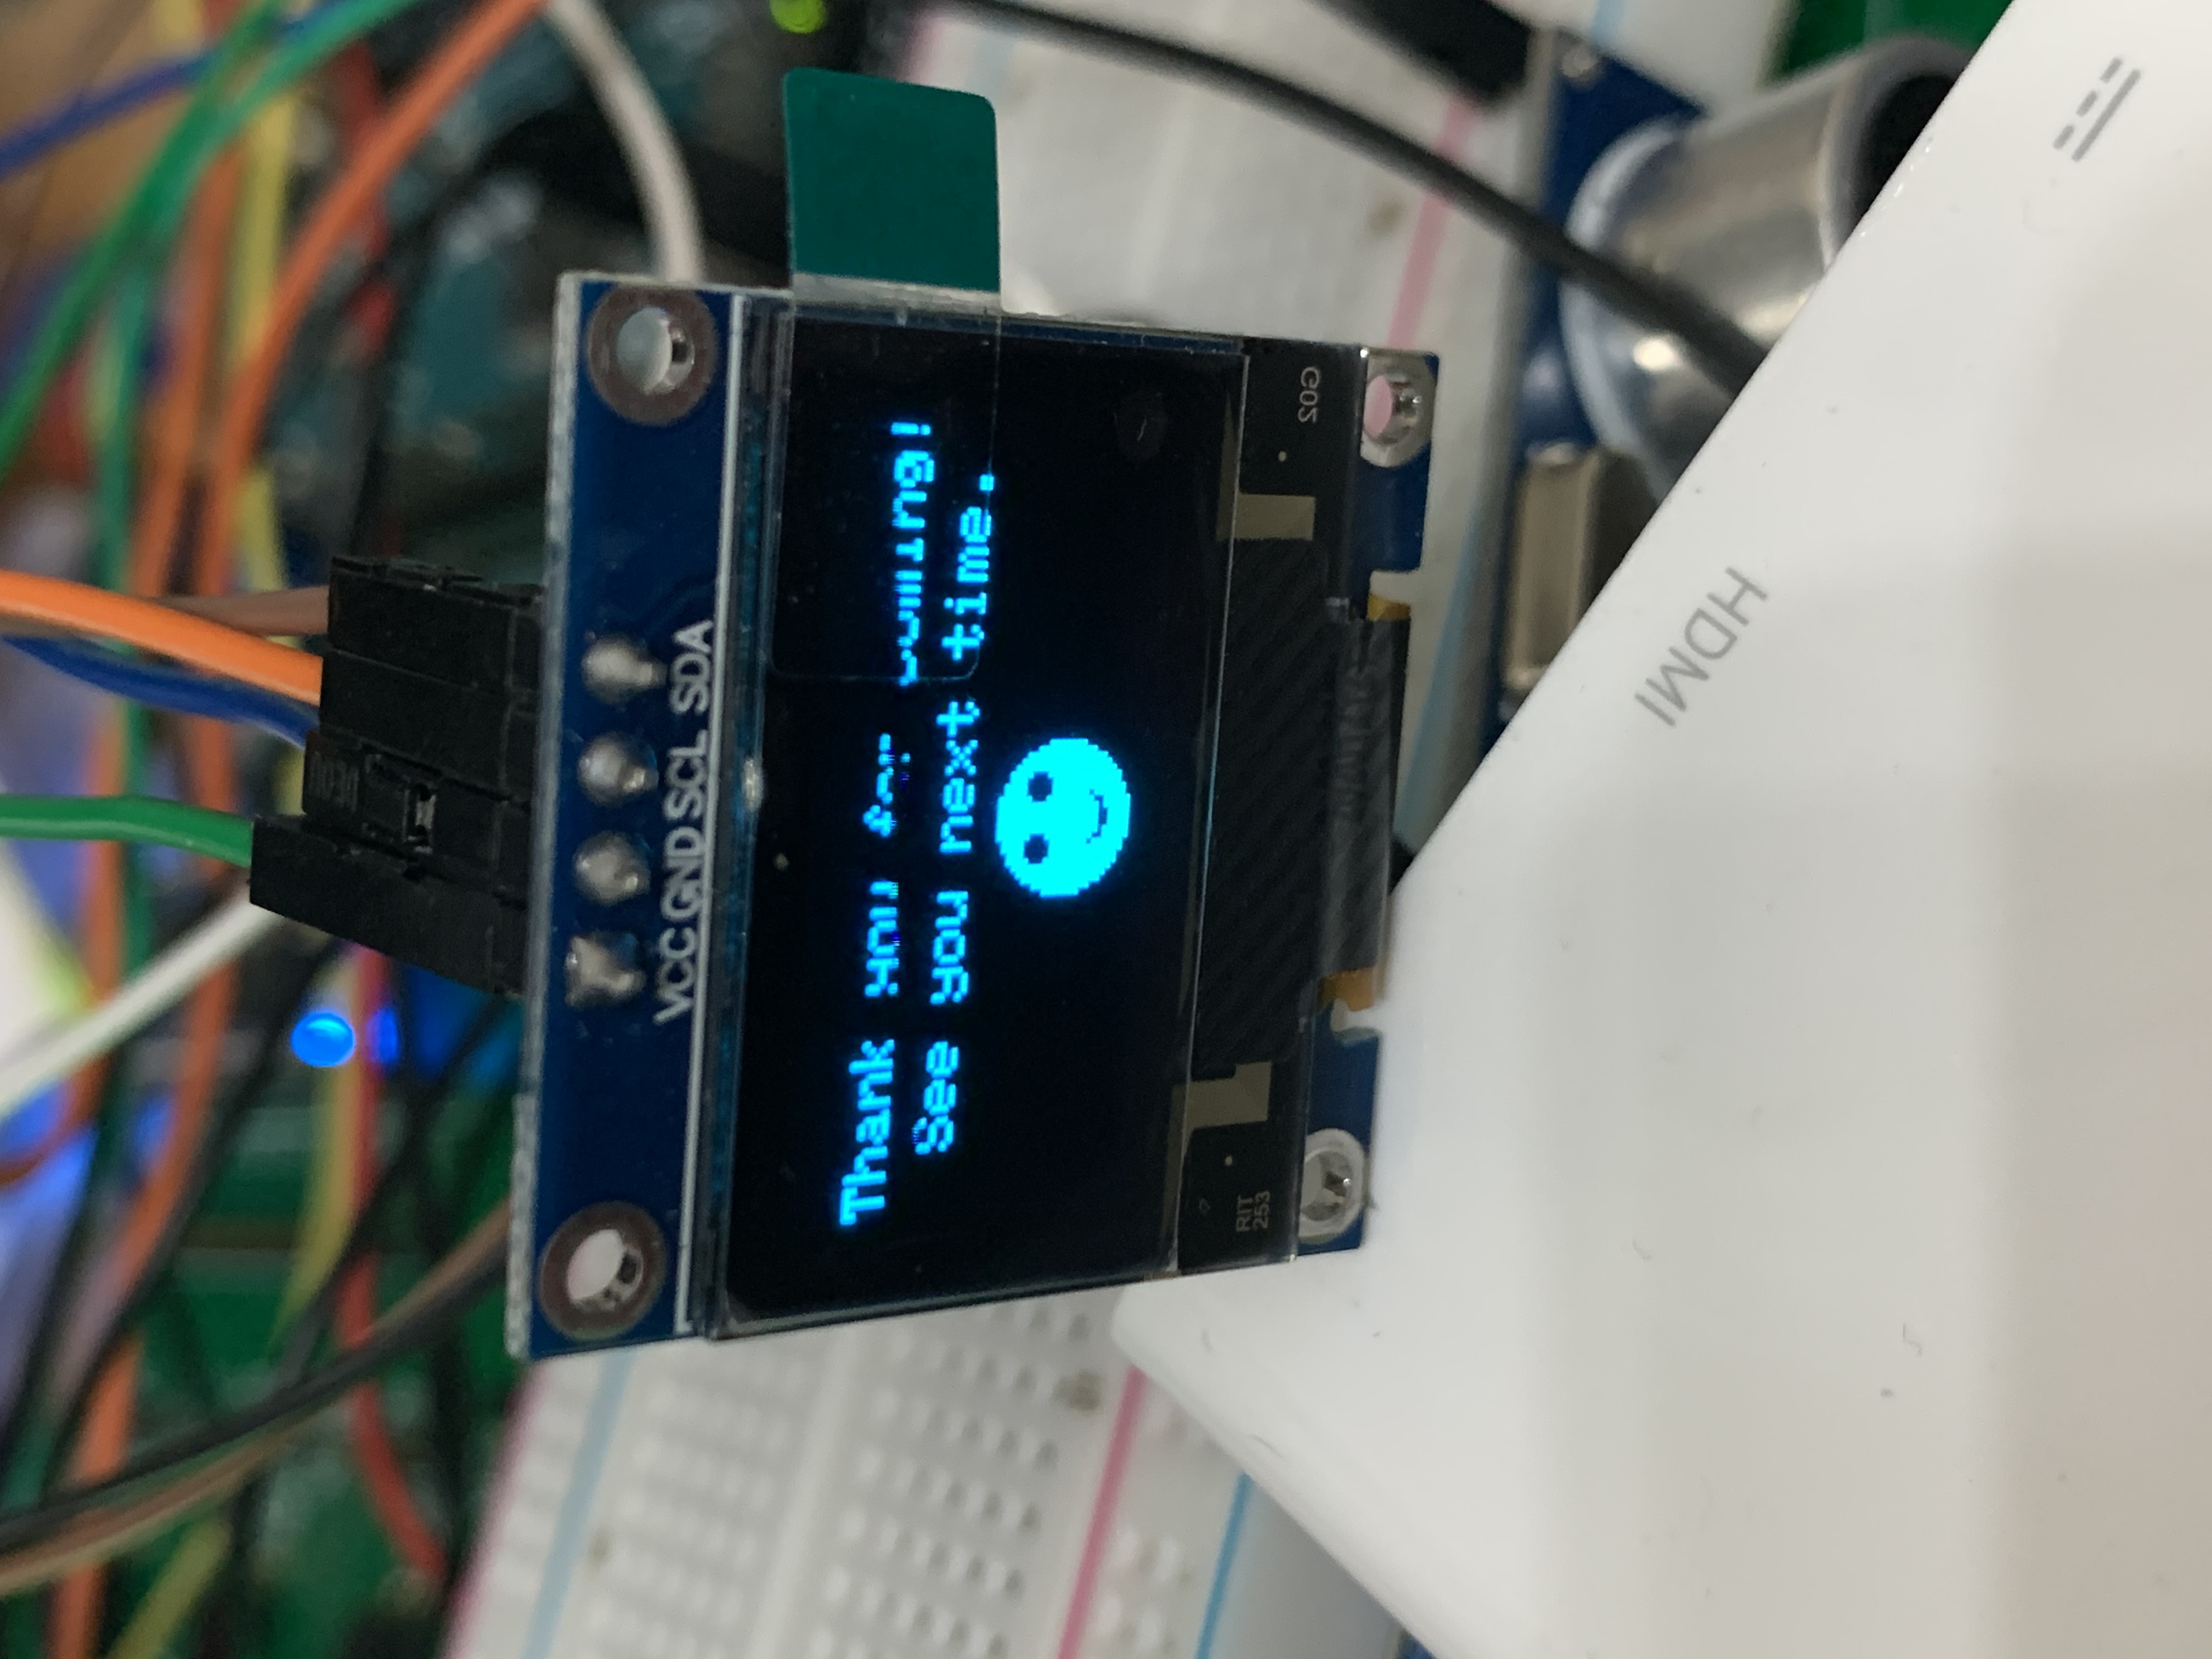 VCC GND SCL SDA
Thank you for coming!
See you next time.
RIT
253
G02
HDMI